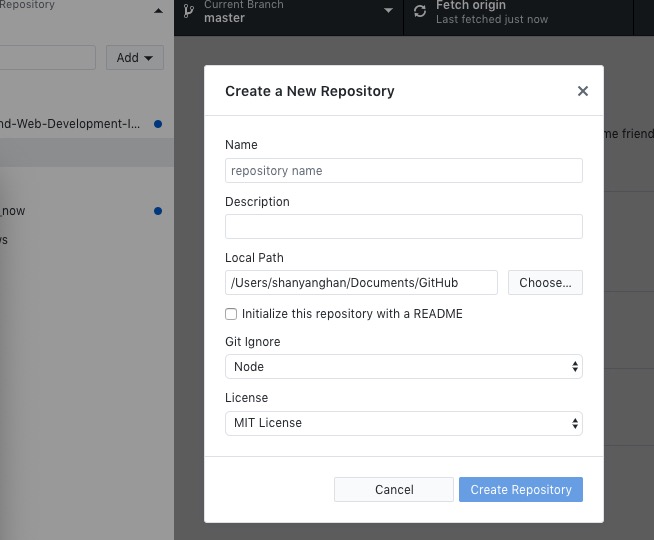 Repository
Current Branch
master
Fetch origin
Last fetched just now
Add
nd-Web-Development-I...
_now
Create a New Repository
Name
repository name
Description
Local Path
/Users/shanyanghan/Documents/GitHub
Choose...
Initialize this repository with a README
Git Ignore
Node
License
MIT License
Cancel
Create Repository
me friend